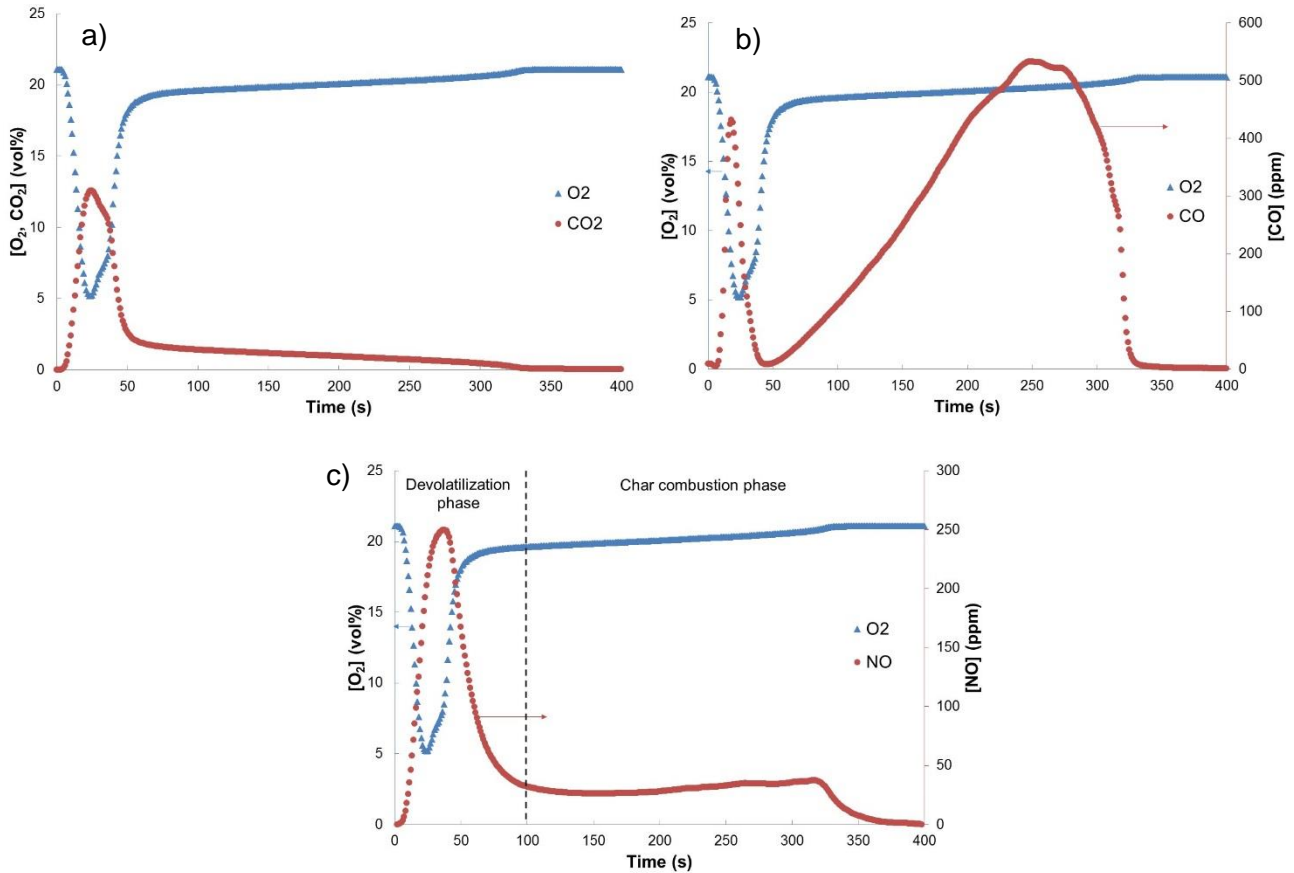 a)
25
20
15
10
5
0
[O2, CO2] (vol%)
0 50 100 150 200 250 300 350 400
Time (s)
O2
CO2
b)
25
20
15
10
5
0
[O2] (vol%)
600
500
400
300
200
100
0
[CO] (ppm)
0 50 100 150 200 250 300 350 400
Time (s)
O2
CO
c)
25
20
15
10
5
0
[O2] (vol%)
Devolatilization
phase
Char combustion phase
300
250
200
150
100
50
0
[NO] (ppm)
0 50 100 150 200 250 300 350 400
Time (s)
O2
NO